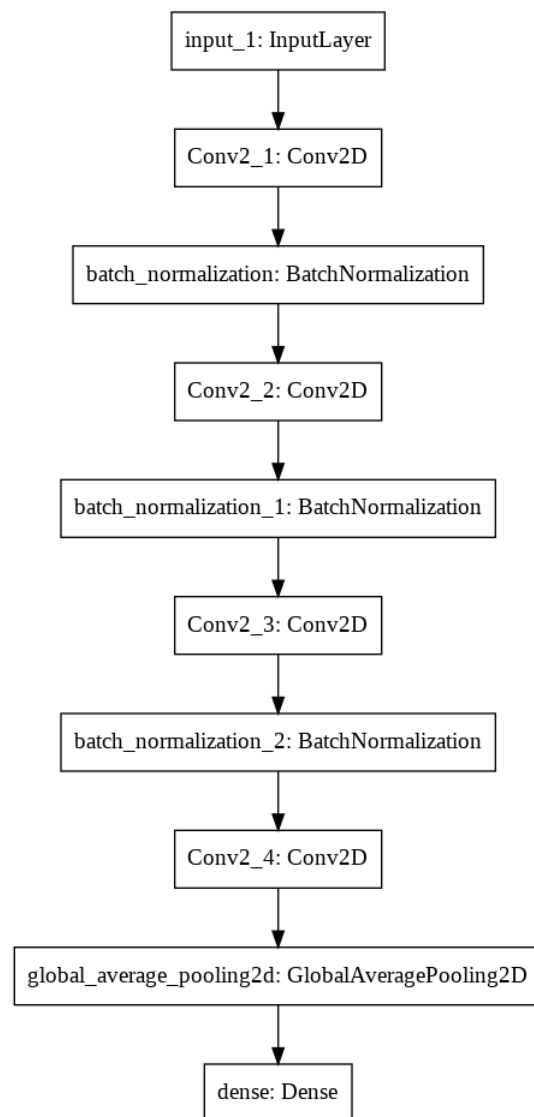 input_1: InputLayer
Conv2_1: Conv2D
batch_normalization: BatchNormalization
Conv2_2: Conv2D
batch_normalization_1: BatchNormalization
Conv2_3: Conv2D
batch_normalization_2: BatchNormalization
Conv2_4: Conv2D
global_average_pooling2d: GlobalAveragePooling2D
dense: Dense